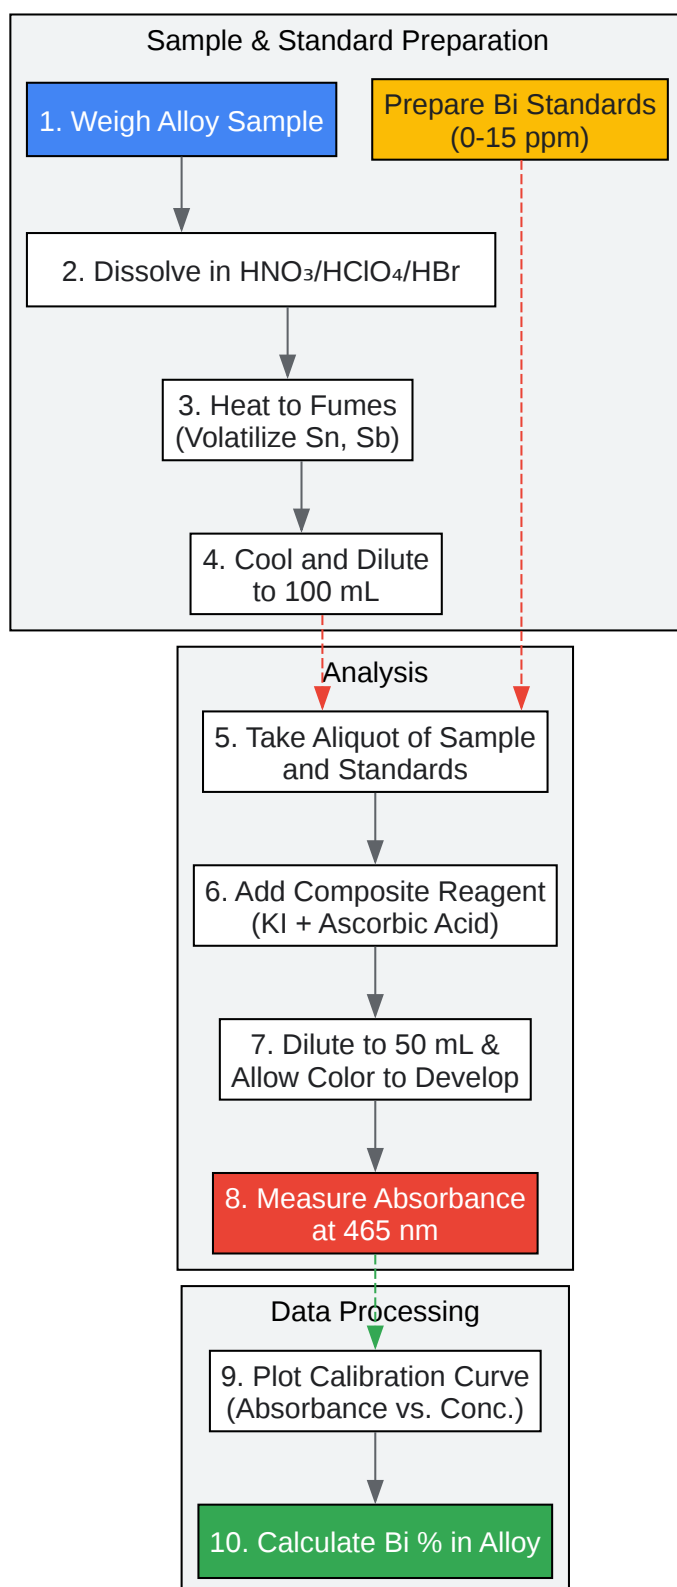 Sample & Standard Preparation
1. Weigh Alloy Sample
Prepare Bi Standards
(0-15 ppm)
2. Dissolve in HNO₃/HClO₄/HBr
3. Heat to Fumes
(Volatilize Sn, Sb)
4. Cool and Dilute
to 100 mL
Analysis
5. Take Aliquot of Sample
and Standards
6. Add Composite Reagent
(KI + Ascorbic Acid)
7. Dilute to 50 mL &
Allow Color to Develop
8. Measure Absorbance
at 465 nm
Data Processing
9. Plot Calibration Curve
(Absorbance vs. Conc.)
10. Calculate Bi % in Alloy